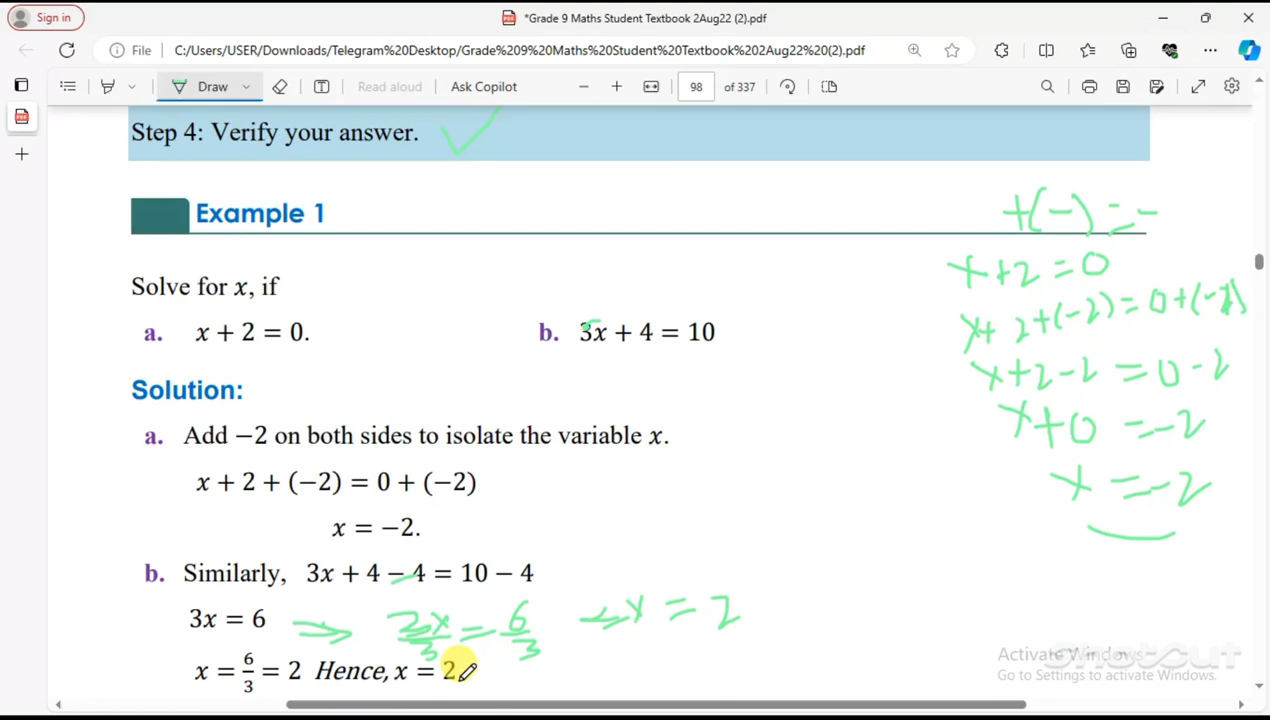 Sign in
*Grade 9 Maths Student Textbook 2Aug22 (2).pdf
File
C:/Users/USER/Downloads/Telegram%20Desktop/Grade%209%20Maths%20Student%20Textbook%202Aug22%20(2).pdf
Draw
Read aloud
Ask Copilot
98 of 337
Step 4: Verify your answer.
Example 1
+(-) = -
x+2 = 0
Solve for x, if
x+2+(-2) = 0+(-2)
a. x + 2 = 0.
b. 3x + 4 = 10
x+2-2 = 0-2
Solution:
x+0 = -2
a. Add −2 on both sides to isolate the variable x.
x + 2 + (−2) = 0 + (−2)
x = -2
x = −2.
b. Similarly, 3x + 4 − 4 = 10 − 4
3x = 6 ⇒ 3x/3 = 6/3 ⇒ x = 2
x = 6/3 = 2 Hence, x = 2
Activate Windows
Go to Settings to activate Windows.
shotcut